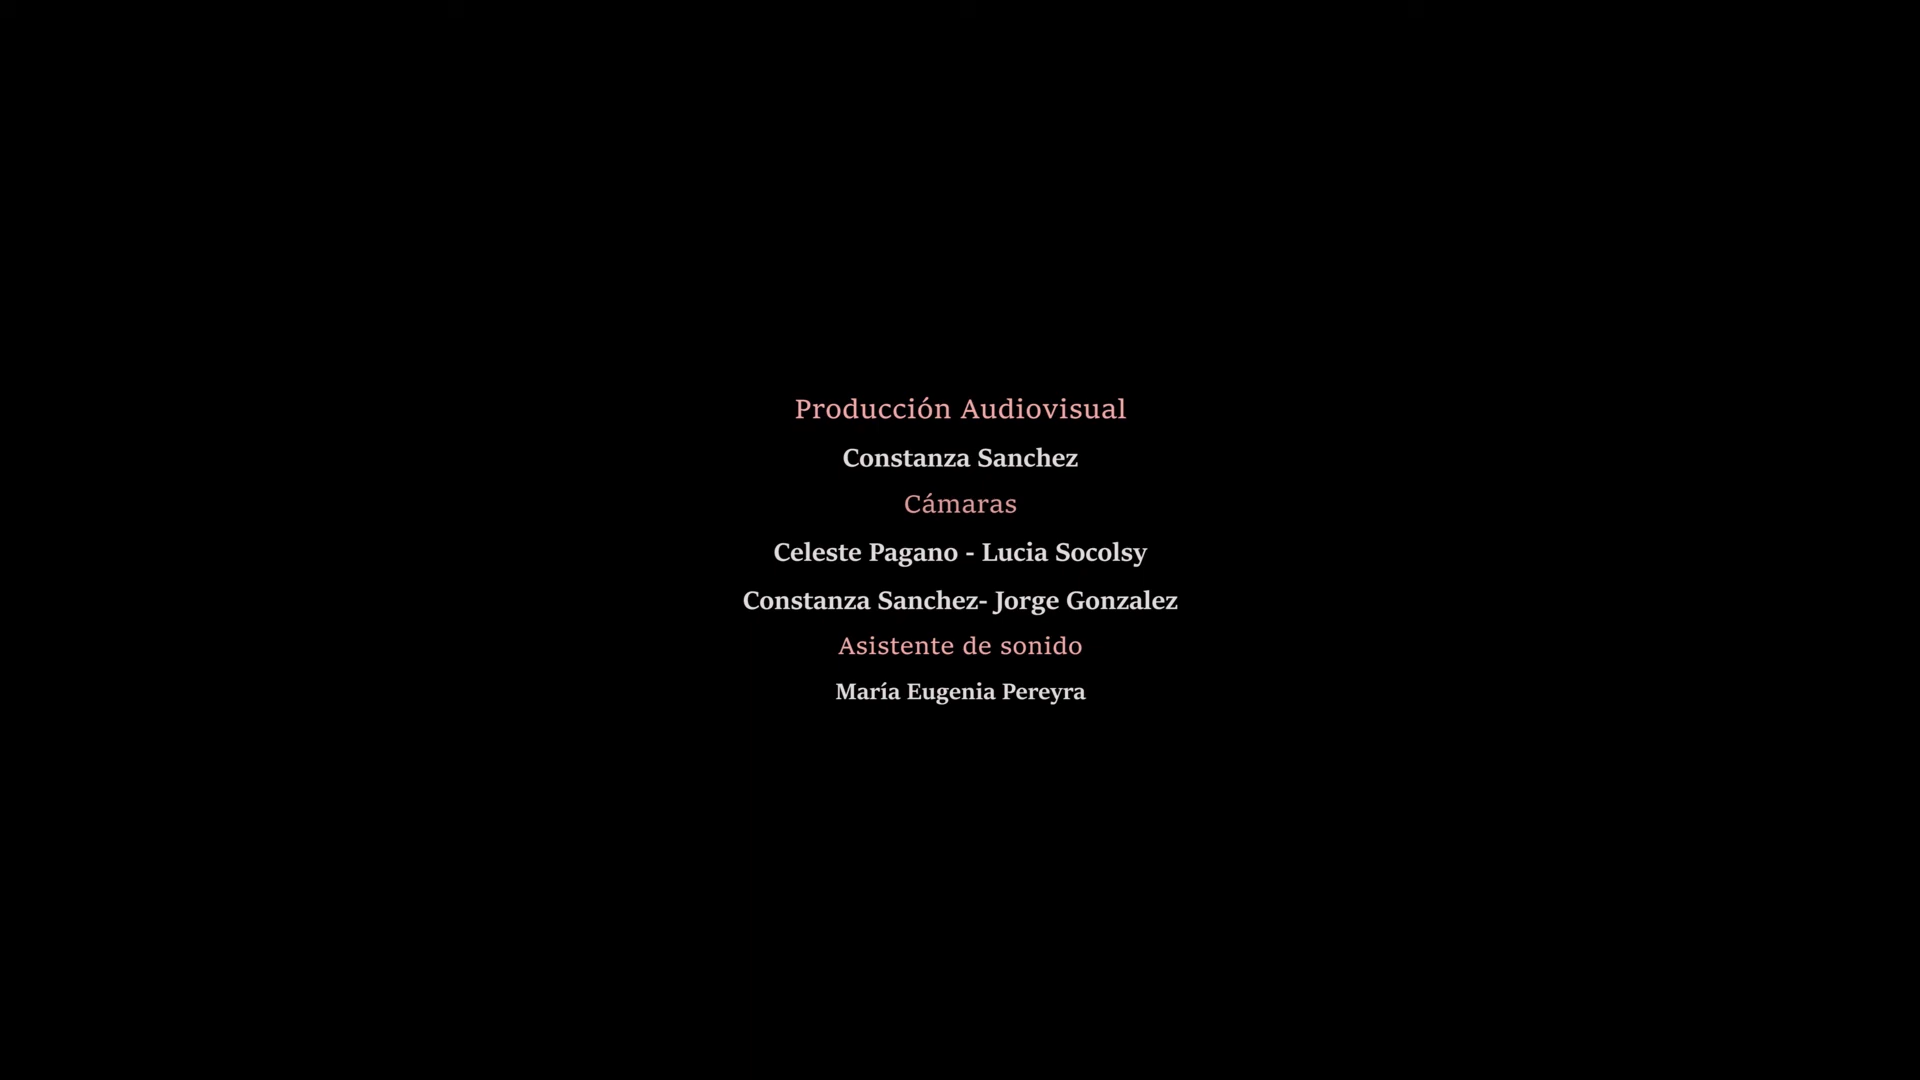 Producción Audiovisual
Constanza Sanchez
Cámaras
Celeste Pagano - Lucia Socolsy
Constanza Sanchez- Jorge Gonzalez
Asistente de sonido
María Eugenia Pereyra